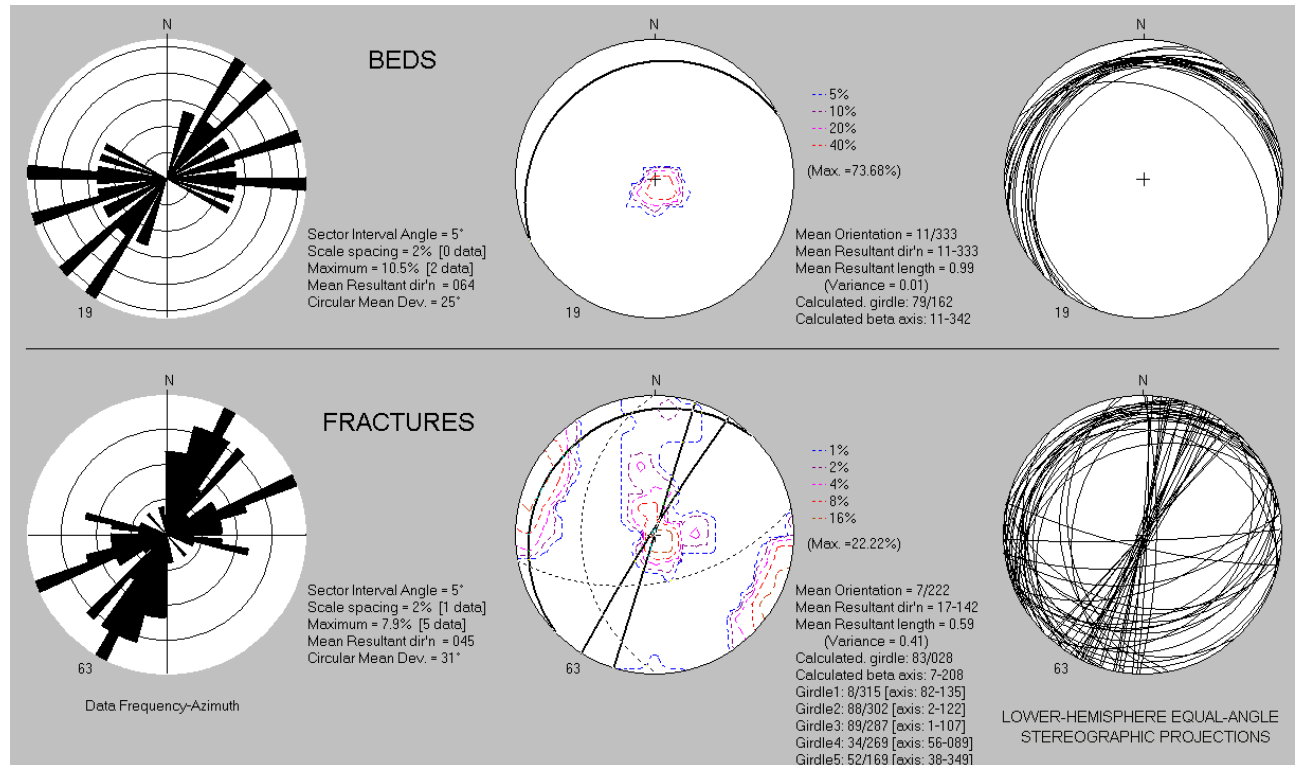 N
BEDS
Sector Interval Angle = 5°
Scale spacing = 2% [0 data]
Maximum = 10.5% [2 data]
Mean Resultant dir'n = 064
Circular Mean Dev. = 25°
19
N
5%
10%
20%
40%
(Max. =73.68%)
Mean Orientation = 11/333
Mean Resultant dir'n = 11-333
Mean Resultant length = 0.99
(Variance = 0.01)
Calculated. girdle: 79/162
Calculated beta axis: 11-342
19
N
19
N
FRACTURES
Sector Interval Angle = 5°
Scale spacing = 2% [1 data]
Maximum = 7.9% [5 data]
Mean Resultant dir'n = 045
Circular Mean Dev. = 31°
63
Data Frequency-Azimuth
N
1%
2%
4%
8%
16%
(Max. =22.22%)
Mean Orientation = 7/222
Mean Resultant dir'n = 17-142
Mean Resultant length = 0.59
(Variance = 0.41)
Calculated. girdle: 83/028
Calculated beta axis: 7-208
Girdle1: 8/315 [axis: 82-135]
Girdle2: 88/302 [axis: 2-122]
Girdle3: 89/287 [axis: 1-107]
Girdle4: 34/269 [axis: 56-089]
Girdle5: 52/169 [axis: 38-349]
63
N
63
LOWER-HEMISPHERE EQUAL-ANGLE
STEREOGRAPHIC PROJECTIONS